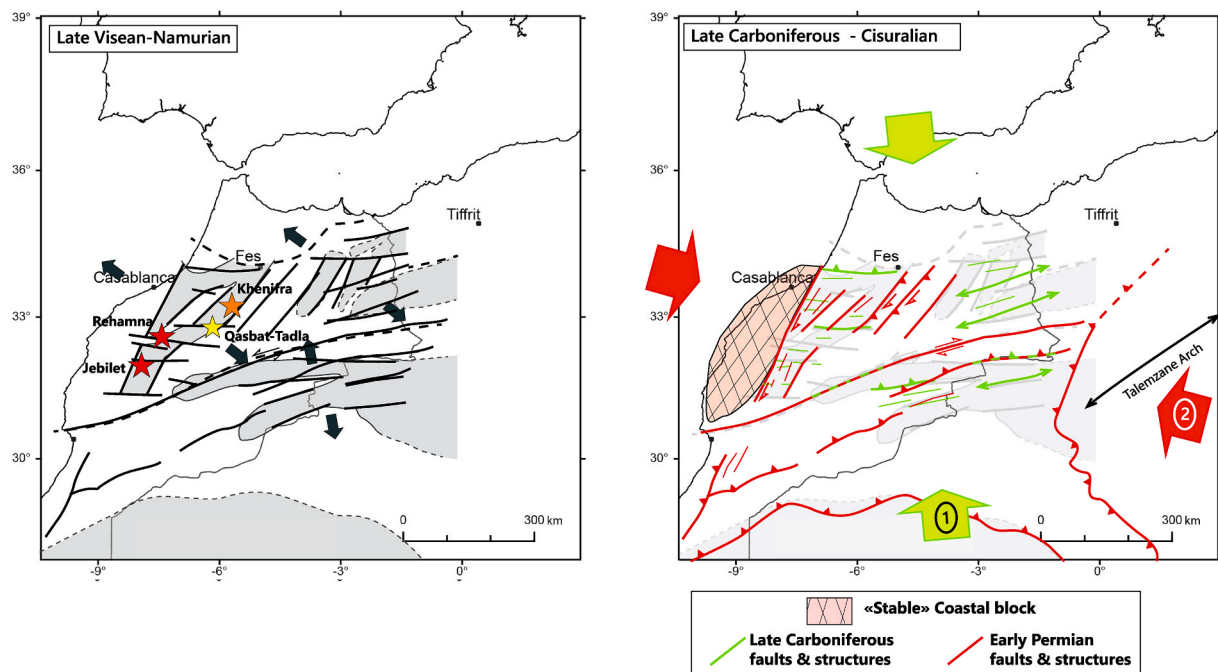 Late Visean-Namurian
39°
36°
33°
30°
Tiffrit
Fes
Casablanca
Khenifra
Rehamna
Qasbat-Tadla
Jebilet
0 300 km
-9° -6° -3° 0°
Late Carboniferous - Cisuralian
39°
36°
33°
30°
Tiffrit
Fes
Casablanca
Talemzane Arch
2
1
0 300 km
-9° -6° -3° 0°
«Stable» Coastal block
Late Carboniferous
faults & structures
Early Permian
faults & structures